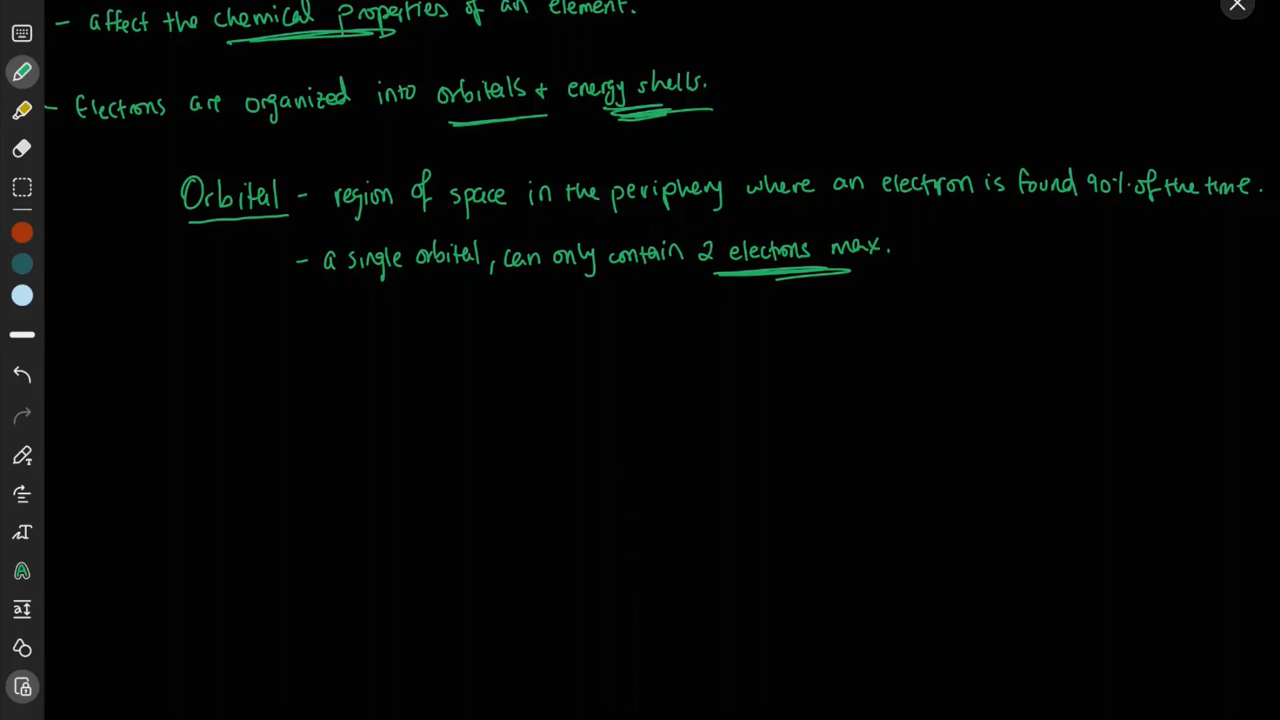 - affect the chemical properties of an element.
- Electrons are organized into orbitals + energy shells.
Orbital - region of space in the periphery where an electron is found 90% of the time.
- a single orbital, can only contain 2 electrons max.